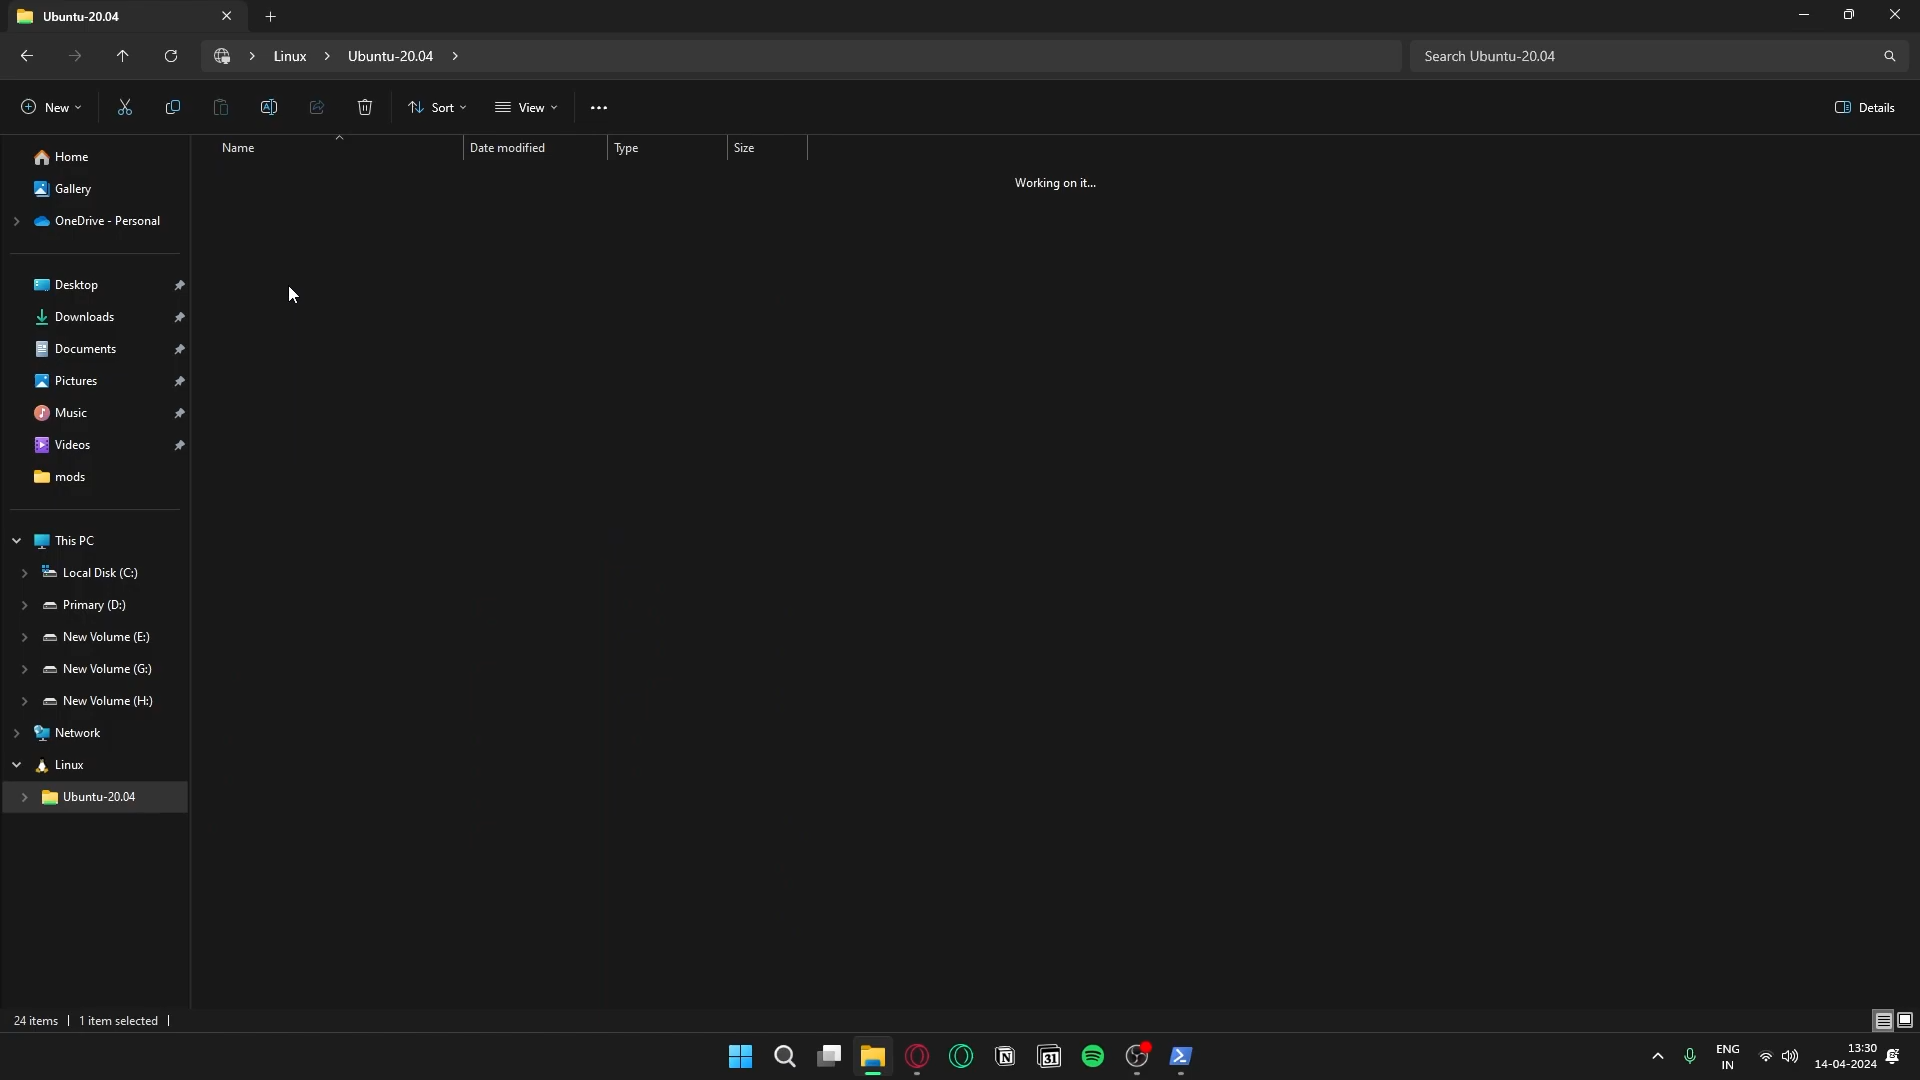 Ubuntu-20.04
Linux
Ubuntu-20.04
Search Ubuntu-20.04
New
Sort
View
Details
Name
Date modified
Type
Size
Working on it...
Home
Gallery
OneDrive - Personal
Desktop
Downloads
Documents
Pictures
Music
Videos
mods
This PC
Local Disk (C:)
Primary (D:)
New Volume (E:)
New Volume (G:)
New Volume (H:)
Network
Linux
Ubuntu-20.04
24 items
1 item selected
31
ENG
IN
13:30
14-04-2024